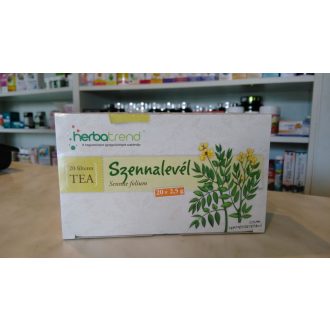 herbatrend
20 filteres
TEA
Szennalevél
Sennae folium
20 x 2,5 g